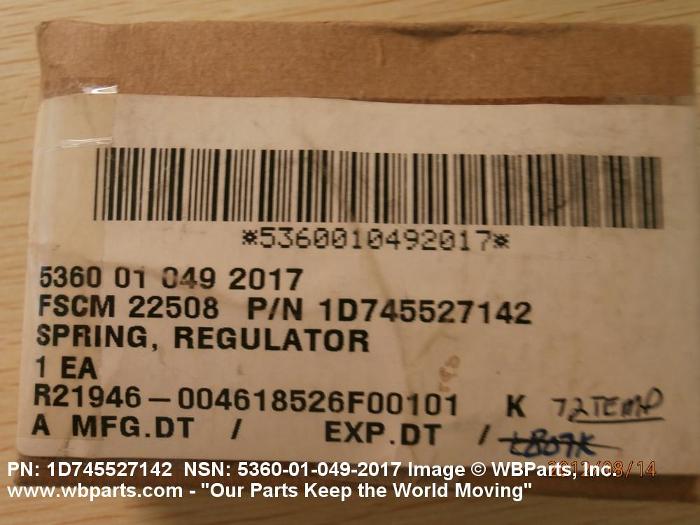 *5360010492017*
5360 01 049 2017
FSCM 22508 P/N 1D745527142
SPRING, REGULATOR
1 EA
R21946-004618526F00101 K 72TEMP
A MFG.DT / EXP.DT /
PN: 1D745527142 NSN: 5360-01-049-2017 Image © WBParts, Inc.
www.wbparts.com - "Our Parts Keep the World Moving"